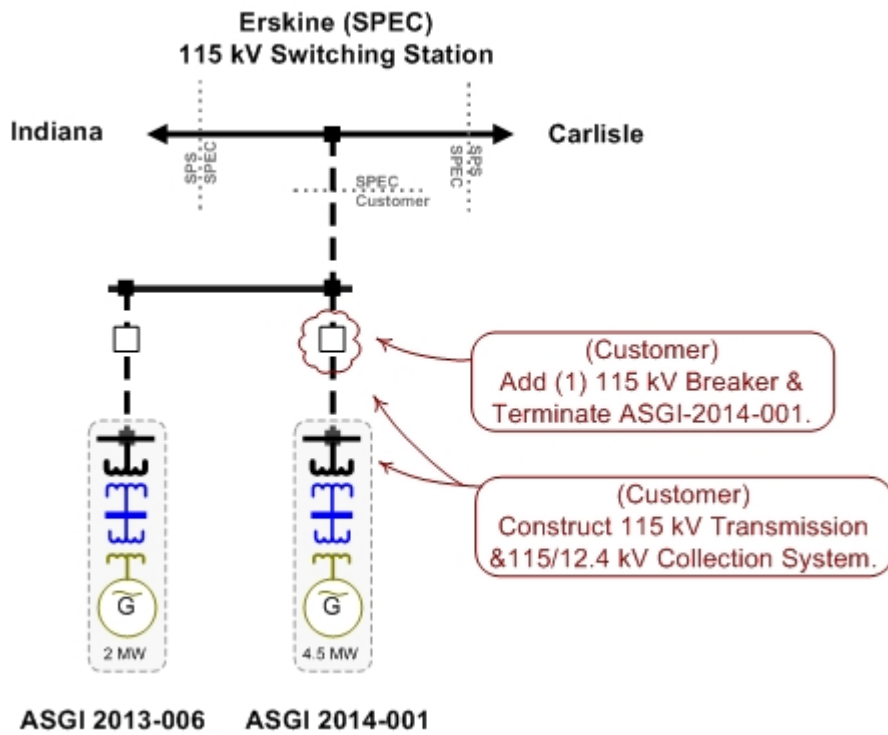 Erskine (SPEC)
115 kV Switching Station
Indiana
Carlisle
SPS
SPEC
SPEC
SPS
SPEC
Customer
(Customer)
Add (1) 115 kV Breaker &
Terminate ASGI-2014-001.
(Customer)
Construct 115 kV Transmission
&115/12.4 kV Collection System.
G
G
2 MW
4.5 MW
ASGI 2013-006
ASGI 2014-001